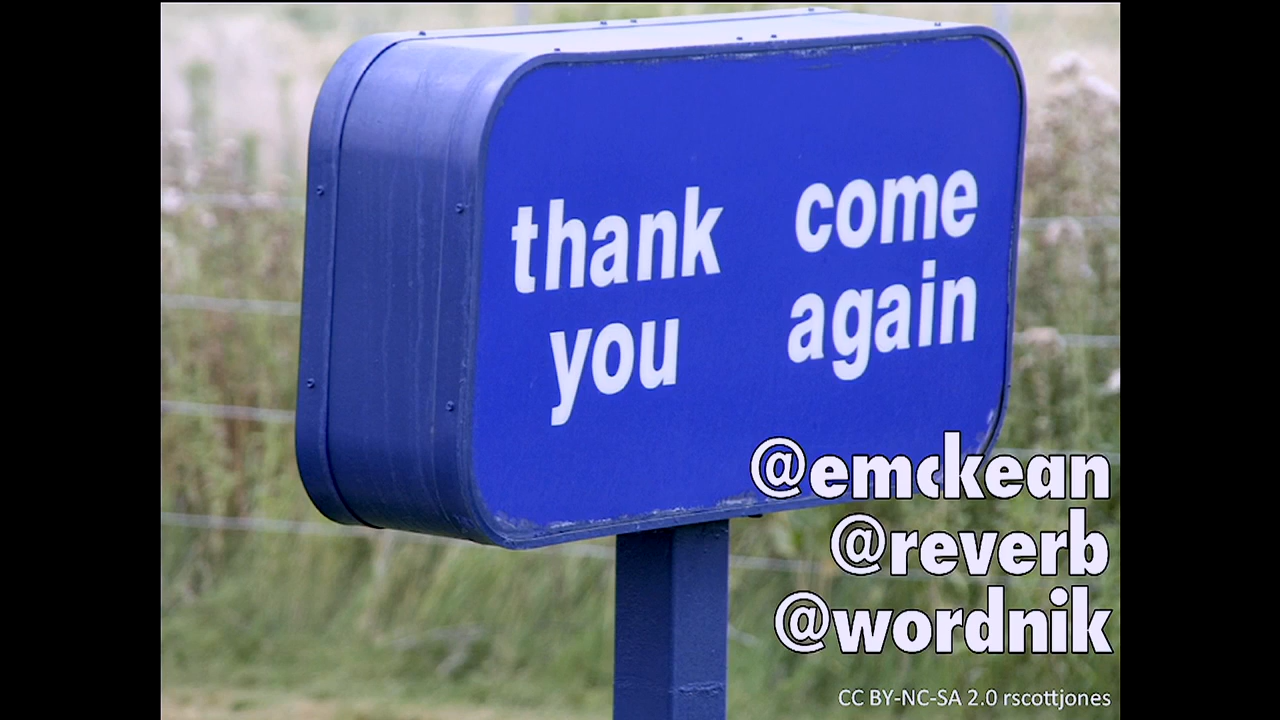 thank
you
come
again
@emckean
@reverb
@wordnik
CC BY-NC-SA 2.0 rscottjones